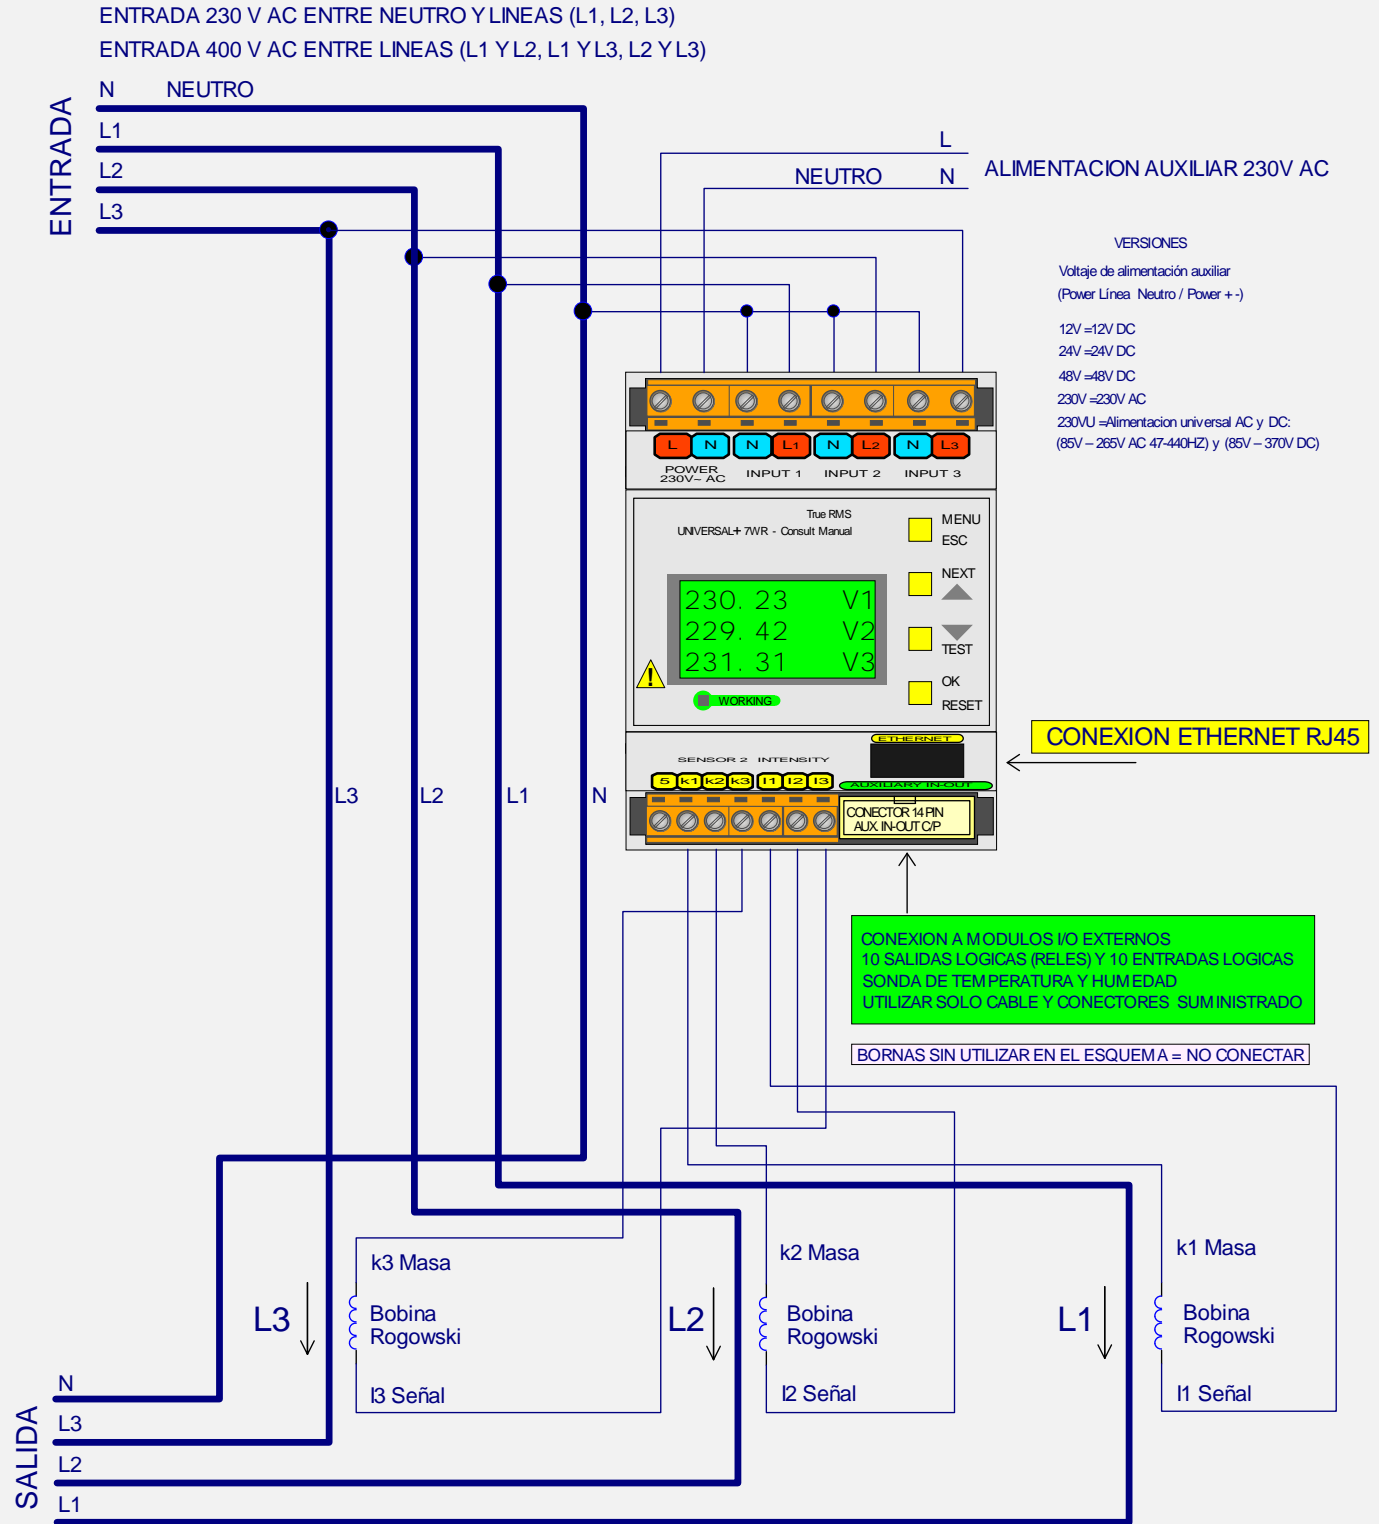 ENTRADA 230 V AC ENTRE NEUTRO Y LINEAS (L1, L2, L3)
ENTRADA 400 V AC ENTRE LINEAS (L1 Y L2, L1 Y L3, L2 Y L3)
ENTRADA
N NEUTRO
L1
L2
L3
L
NEUTRO N
ALIMENTACION AUXILIAR 230V AC
VERSIONES
Voltaje de alimentación auxiliar
(Power Línea Neutro / Power + -)
12V =12V DC
24V =24V DC
48V =48V DC
230V =230V AC
230VU =Alimentacion universal AC y DC:
(85V – 265V AC 47-440HZ) y (85V – 370V DC)
L N N L1 N L2 N L3
POWER
230V~ AC
INPUT 1 INPUT 2 INPUT 3
True RMS
UNIVERSAL+ 7WR - Consult Manual
MENU
ESC
NEXT
TEST
OK
RESET
230. 23 V1
229. 42 V2
231. 31 V3
!
WORKING
ETHERNET
SENSOR 2 INTENSITY
5 k1 k2 k3 I1 I2 I3
AUXILIARY IN-OUT
CONECTOR 14 PIN
AUX. IN-OUT C/P
CONEXION ETHERNET RJ45
L3 L2 L1 N
CONEXION A MODULOS I/O EXTERNOS
10 SALIDAS LOGICAS (RELES) Y 10 ENTRADAS LOGICAS
SONDA DE TEMPERATURA Y HUMEDAD
UTILIZAR SOLO CABLE Y CONECTORES SUMINISTRADO
BORNAS SIN UTILIZAR EN EL ESQUEMA = NO CONECTAR
k3 Masa
L3
Bobina
Rogowski
I3 Señal
k2 Masa
L2
Bobina
Rogowski
I2 Señal
k1 Masa
L1
Bobina
Rogowski
I1 Señal
SALIDA
N
L3
L2
L1